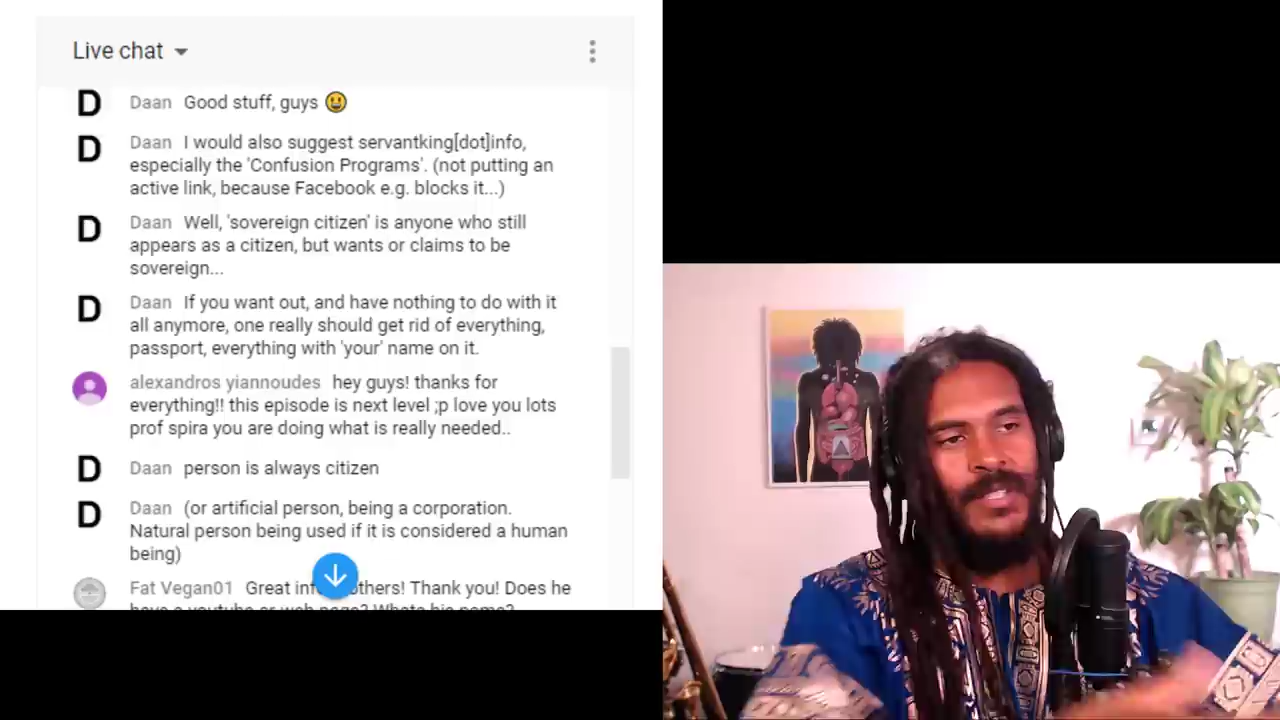 Live chat
D Daan Good stuff, guys 😃
D Daan I would also suggest servantking[dot]info,
especially the 'Confusion Programs'. (not putting an
active link, because Facebook e.g. blocks it...)
D Daan Well, 'sovereign citizen' is anyone who still
appears as a citizen, but wants or claims to be
sovereign...
D Daan If you want out, and have nothing to do with it
all anymore, one really should get rid of everything,
passport, everything with 'your' name on it.
alexandros yiannoudes hey guys! thanks for
everything!! this episode is next level ;p love you lots
prof spira you are doing what is really needed..
D Daan person is always citizen
D Daan (or artificial person, being a corporation.
Natural person being used if it is considered a human
being)
Fat Vegan01 Great Thank you! Does he